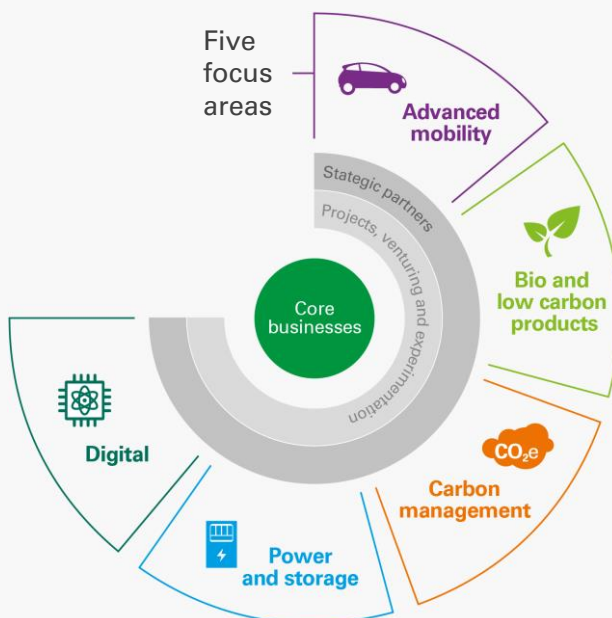 Five
focus
areas
Advanced
mobility
Stategic partners
Projects, venturing and experimentation
Core
businesses
Bio and
low carbon
products
CO₂e
Carbon
management
Power
and storage
Digital